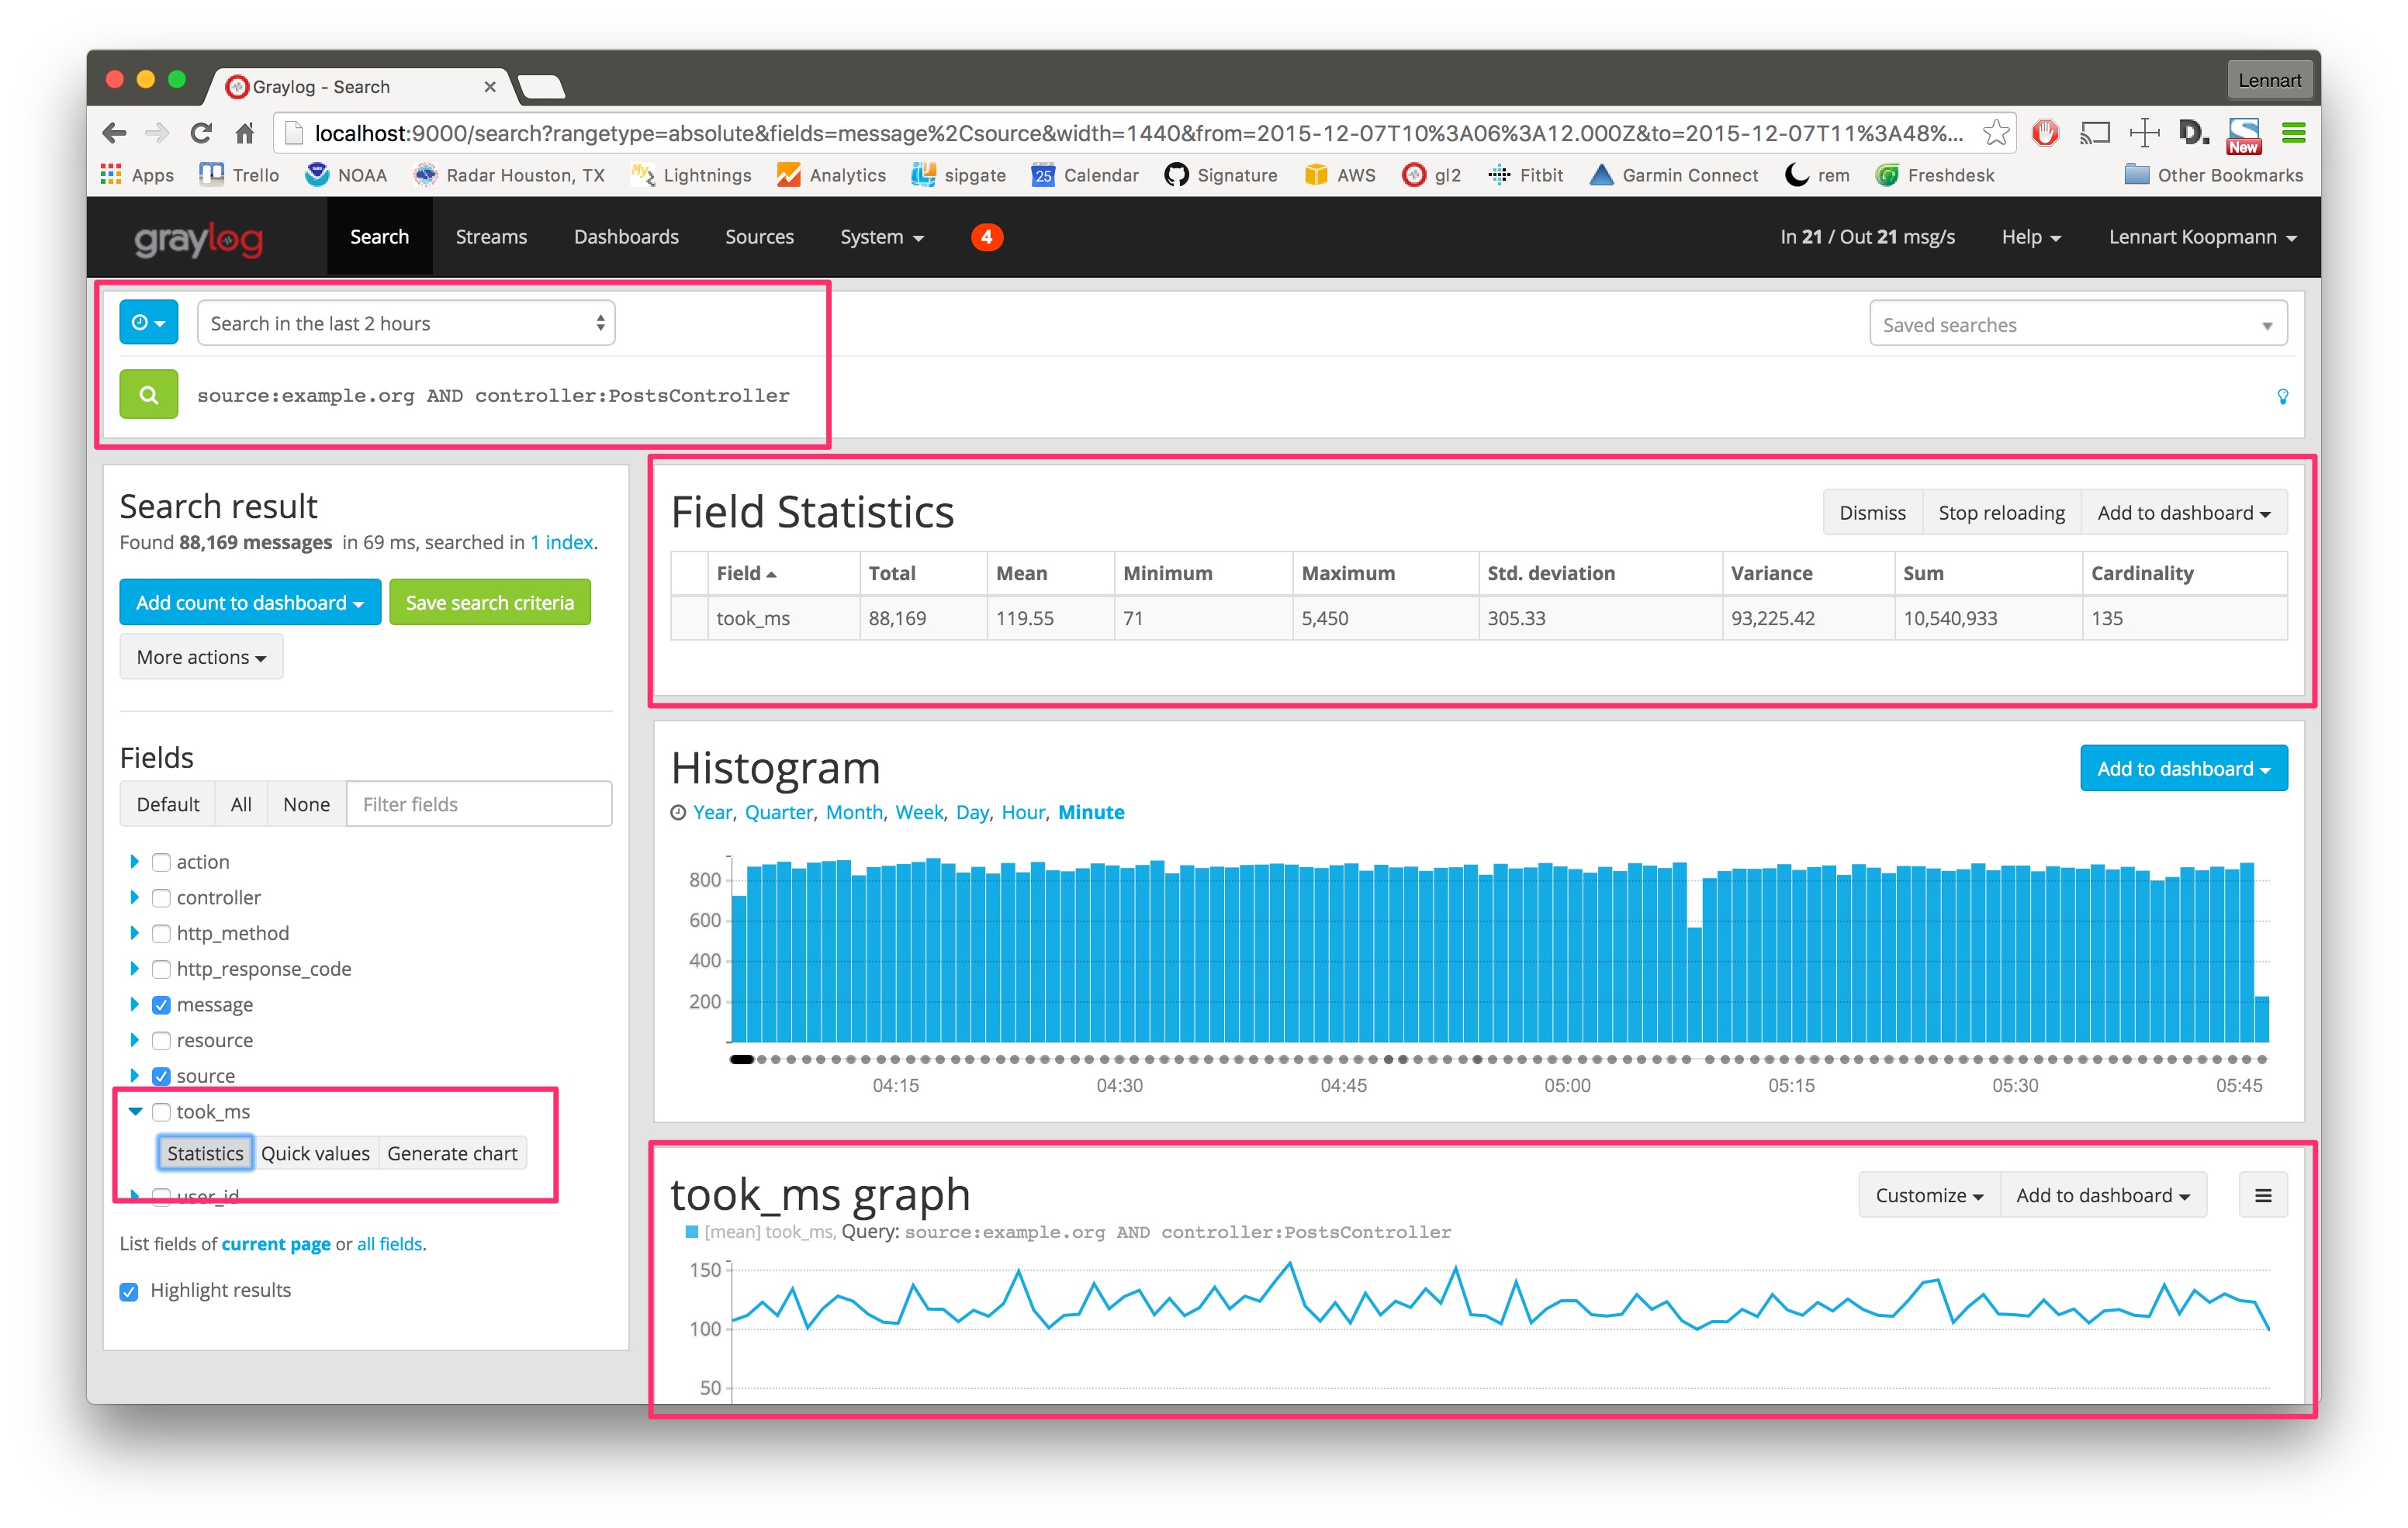 Graylog - Search
Lennart
localhost:9000/search?rangetype=absolute&fields=message%2Csource&width=1440&from=2015-12-07T10%3A06%3A12.000Z&to=2015-12-07T11%3A48%...
New
Apps Trello NOAA Radar Houston, TX Lightnings Analytics sipgate 25 Calendar Signature AWS gl2 Fitbit Garmin Connect rem Freshdesk Other Bookmarks
graylog Search Streams Dashboards Sources System 4 In 21 / Out 21 msg/s Help Lennart Koopmann
Search in the last 2 hours Saved searches
source:example.org AND controller:PostsController
Search result
Found 88,169 messages in 69 ms, searched in 1 index.
Add count to dashboard Save search criteria
More actions
Fields
Default All None Filter fields
action
controller
http_method
http_response_code
message
resource
source
took_ms
Statistics Quick values Generate chart
user_id
List fields of current page or all fields.
Highlight results
Field Statistics Dismiss Stop reloading Add to dashboard
Field Total Mean Minimum Maximum Std. deviation Variance Sum Cardinality
took_ms 88,169 119.55 71 5,450 305.33 93,225.42 10,540,933 135
Histogram Add to dashboard
Year, Quarter, Month, Week, Day, Hour, Minute
800
600
400
200
04:15 04:30 04:45 05:00 05:15 05:30 05:45
took_ms graph Customize Add to dashboard
[mean] took_ms, Query: source:example.org AND controller:PostsController
150
100
50